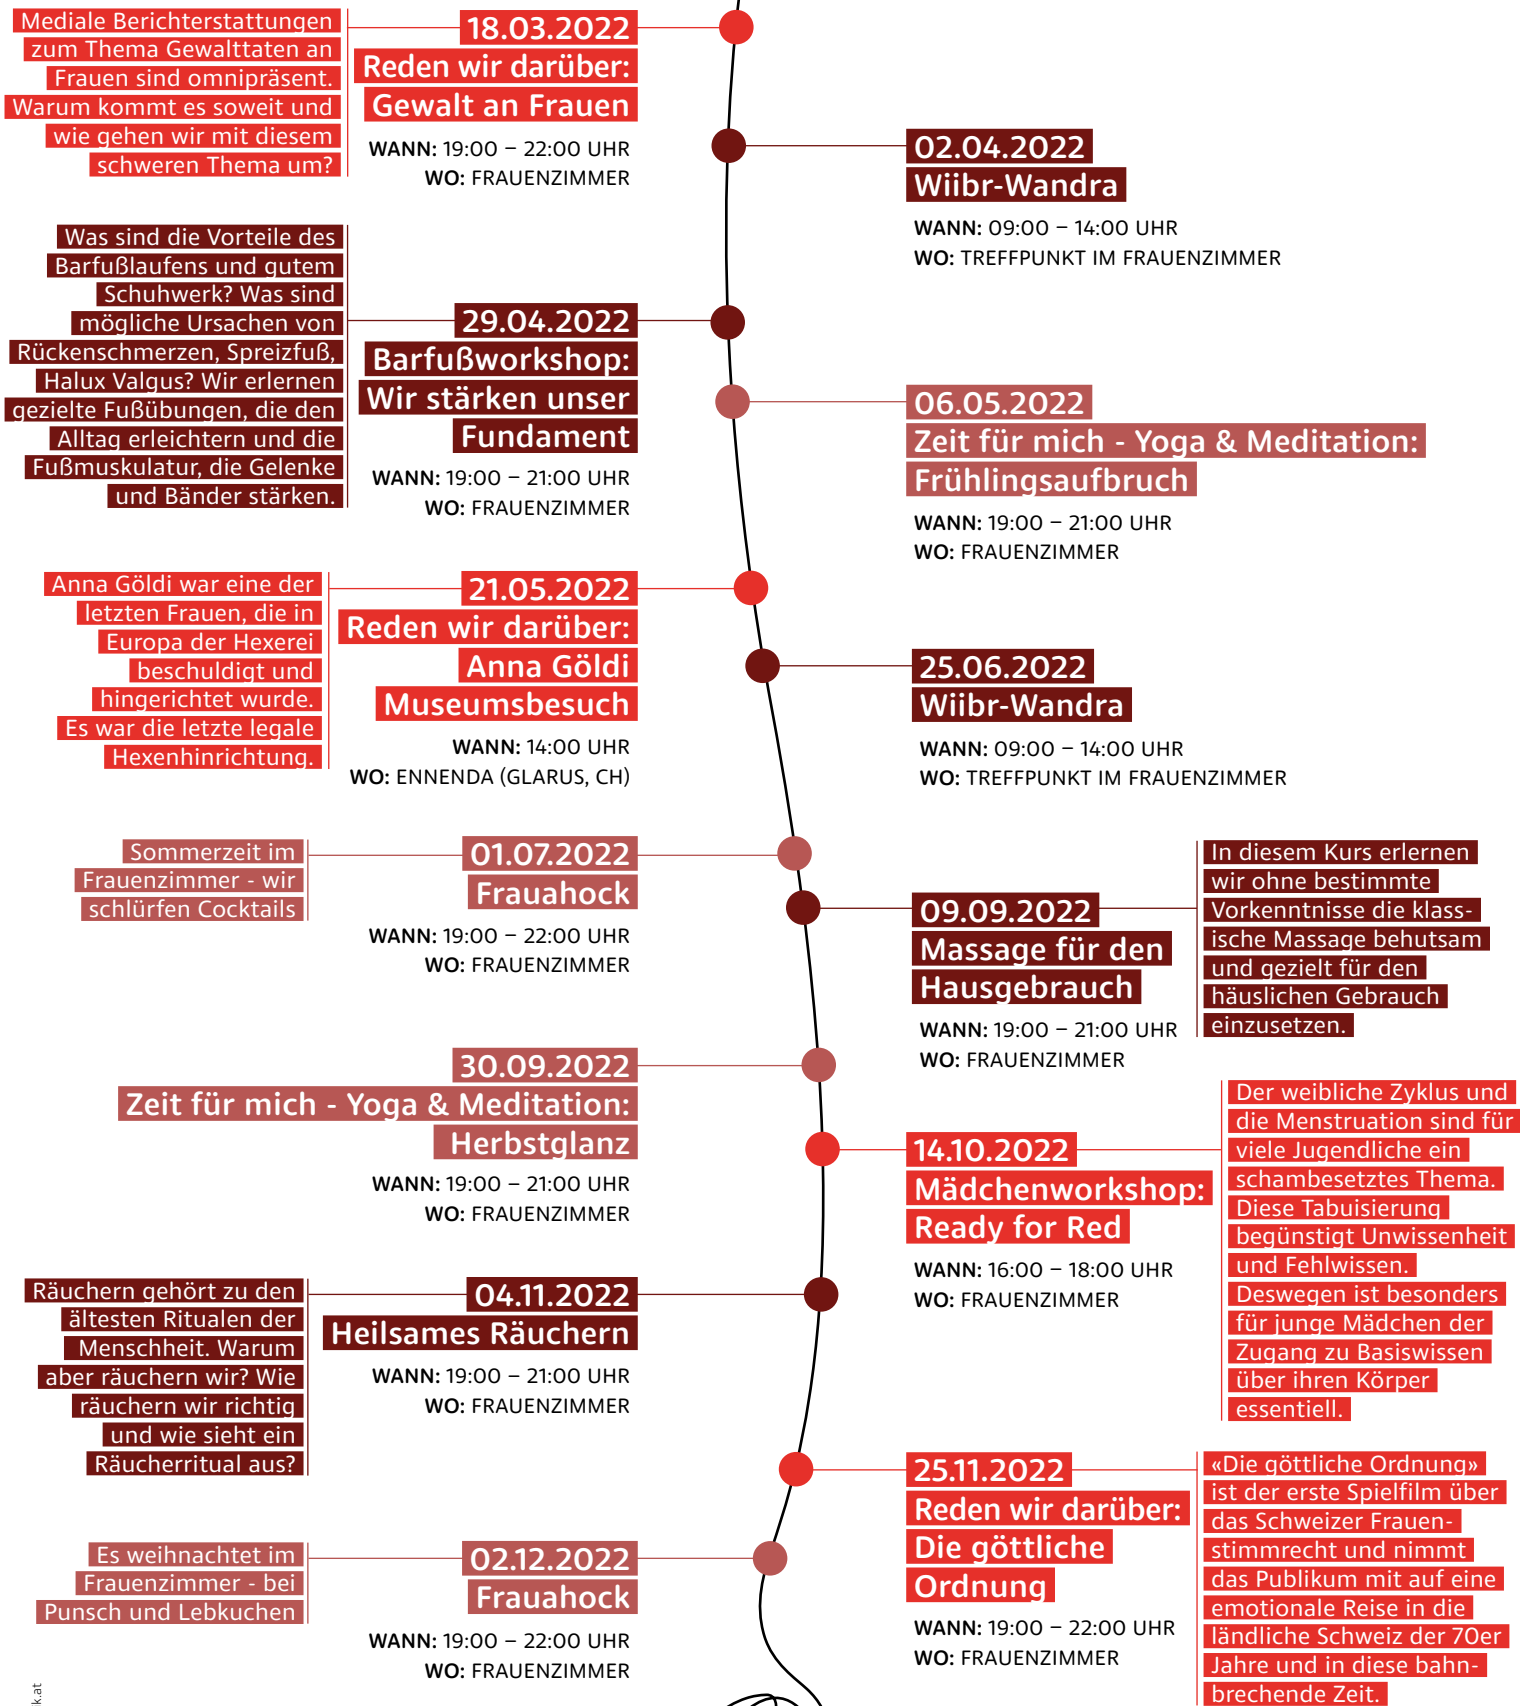 Mediale Berichterstattungen
zum Thema Gewalttaten an
Frauen sind omnipräsent.
Warum kommt es soweit und
wie gehen wir mit diesem
schweren Thema um?
18.03.2022
Reden wir darüber:
Gewalt an Frauen
WANN: 19:00 – 22:00 UHR
WO: FRAUENZIMMER
02.04.2022
Wiibr-Wandra
WANN: 09:00 – 14:00 UHR
WO: TREFFPUNKT IM FRAUENZIMMER
Was sind die Vorteile des
Barfußlaufens und gutem
Schuhwerk? Was sind
mögliche Ursachen von
Rückenschmerzen, Spreizfuß,
Halux Valgus? Wir erlernen
gezielte Fußübungen, die den
Alltag erleichtern und die
Fußmuskulatur, die Gelenke
und Bänder stärken.
29.04.2022
Barfußworkshop:
Wir stärken unser
Fundament
WANN: 19:00 – 21:00 UHR
WO: FRAUENZIMMER
06.05.2022
Zeit für mich - Yoga & Meditation:
Frühlingsaufbruch
WANN: 19:00 – 21:00 UHR
WO: FRAUENZIMMER
Anna Göldi war eine der
letzten Frauen, die in
Europa der Hexerei
beschuldigt und
hingerichtet wurde.
Es war die letzte legale
Hexenhinrichtung.
21.05.2022
Reden wir darüber:
Anna Göldi
Museumsbesuch
WANN: 14:00 UHR
WO: ENNENDA (GLARUS, CH)
25.06.2022
Wiibr-Wandra
WANN: 09:00 – 14:00 UHR
WO: TREFFPUNKT IM FRAUENZIMMER
Sommerzeit im
Frauenzimmer - wir
schlürfen Cocktails
01.07.2022
Frauahock
WANN: 19:00 – 22:00 UHR
WO: FRAUENZIMMER
09.09.2022
Massage für den
Hausgebrauch
WANN: 19:00 – 21:00 UHR
WO: FRAUENZIMMER
In diesem Kurs erlernen
wir ohne bestimmte
Vorkenntnisse die klass-
ische Massage behutsam
und gezielt für den
häuslichen Gebrauch
einzusetzen.
30.09.2022
Zeit für mich - Yoga & Meditation:
Herbstglanz
WANN: 19:00 – 21:00 UHR
WO: FRAUENZIMMER
14.10.2022
Mädchenworkshop:
Ready for Red
WANN: 16:00 – 18:00 UHR
WO: FRAUENZIMMER
Der weibliche Zyklus und
die Menstruation sind für
viele Jugendliche ein
schambesetztes Thema.
Diese Tabuisierung
begünstigt Unwissenheit
und Fehlwissen.
Deswegen ist besonders
für junge Mädchen der
Zugang zu Basiswissen
über ihren Körper
essentiell.
Räuchern gehört zu den
ältesten Ritualen der
Menschheit. Warum
aber räuchern wir? Wie
räuchern wir richtig
und wie sieht ein
Räucherritual aus?
04.11.2022
Heilsames Räuchern
WANN: 19:00 – 21:00 UHR
WO: FRAUENZIMMER
25.11.2022
Reden wir darüber:
Die göttliche
Ordnung
WANN: 19:00 – 22:00 UHR
WO: FRAUENZIMMER
«Die göttliche Ordnung»
ist der erste Spielfilm über
das Schweizer Frauen-
stimmrecht und nimmt
das Publikum mit auf eine
emotionale Reise in die
ländliche Schweiz der 70er
Jahre und in diese bahn-
brechende Zeit.
Es weihnachtet im
Frauenzimmer - bei
Punsch und Lebkuchen
02.12.2022
Frauahock
WANN: 19:00 – 22:00 UHR
WO: FRAUENZIMMER